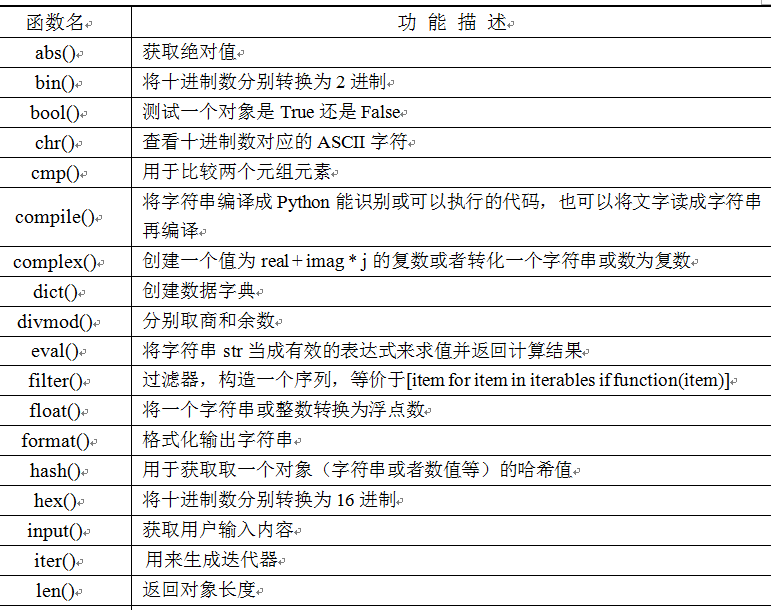 函数名 功 能 描 述
abs() 获取绝对值
bin() 将十进制数分别转换为 2 进制
bool() 测试一个对象是 True 还是 False
chr() 查看十进制数对应的 ASCII 字符
cmp() 用于比较两个元组元素
compile() 将字符串编译成 Python 能识别或可以执行的代码，也可以将文字读成字符串
再编译
complex() 创建一个值为 real + imag * j 的复数或者转化一个字符串或数为复数
dict() 创建数据字典
divmod() 分别取商和余数
eval() 将字符串 str 当成有效的表达式来求值并返回计算结果
filter() 过滤器，构造一个序列，等价于[item for item in iterables if function(item)]
float() 将一个字符串或整数转换为浮点数
format() 格式化输出字符串
hash() 用于获取取一个对象（字符串或者数值等）的哈希值
hex() 将十进制数分别转换为 16 进制
input() 获取用户输入内容
iter() 用来生成迭代器
len() 返回对象长度